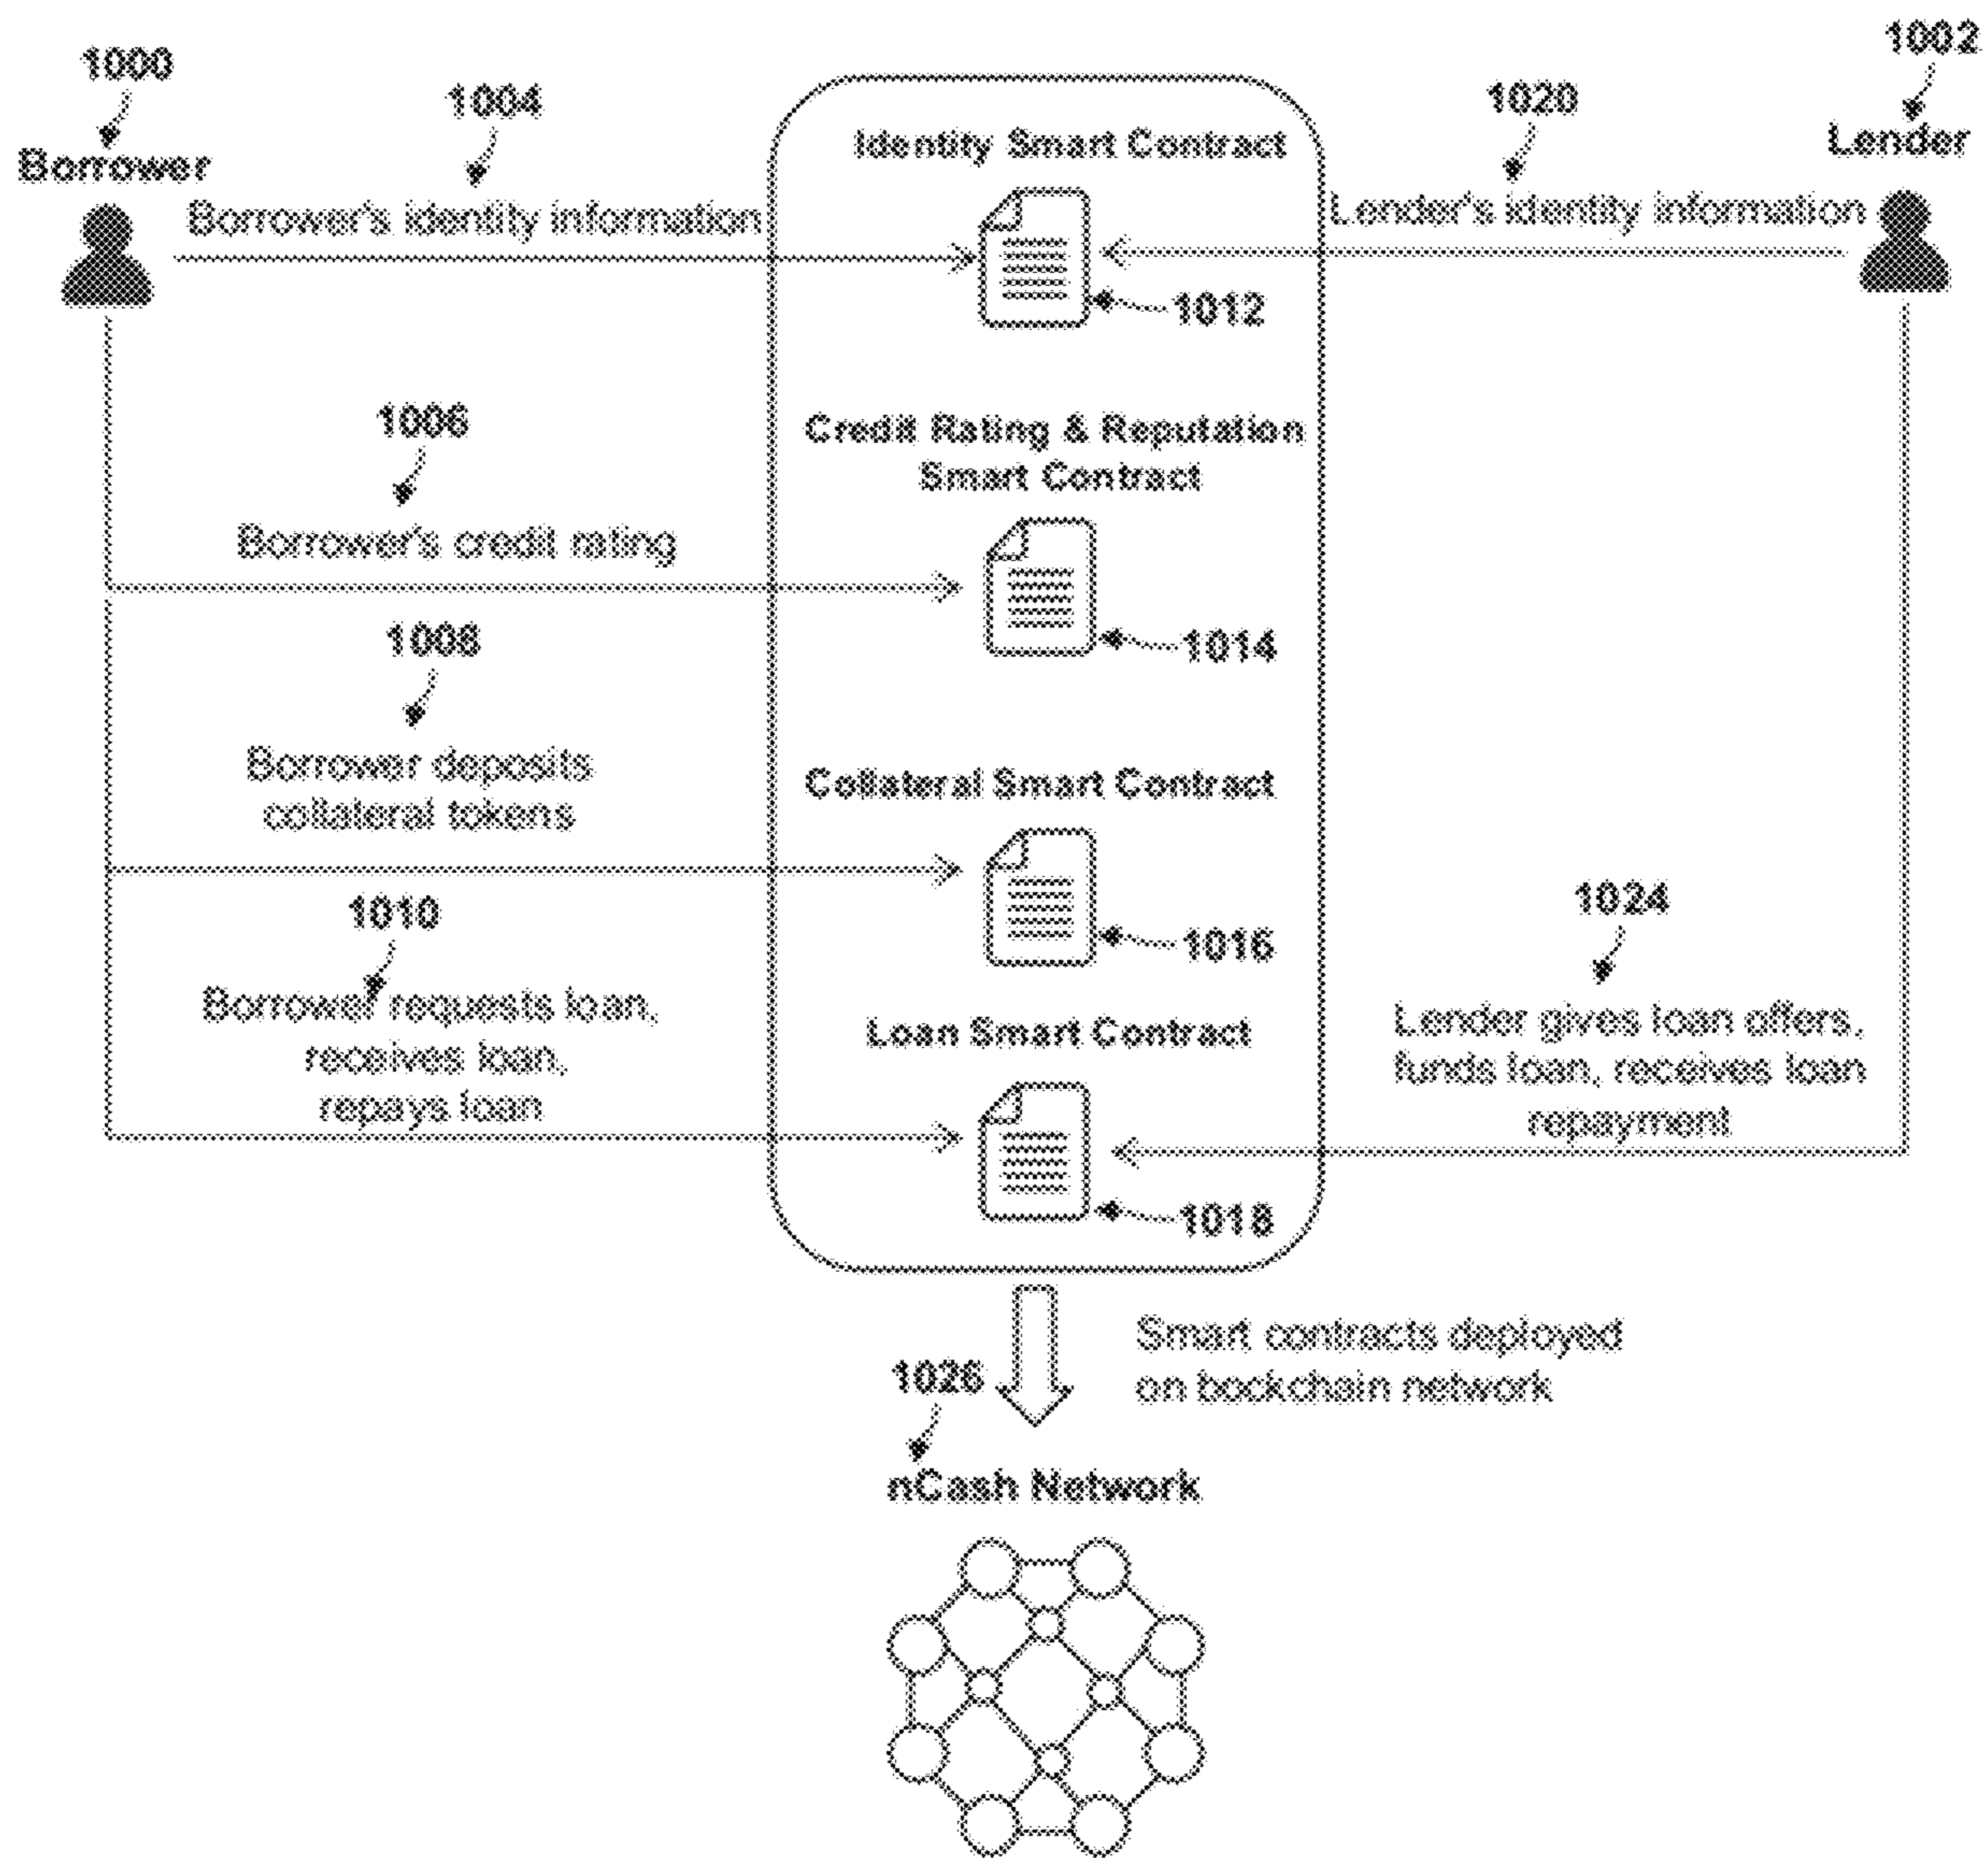 1000
1002
1004
1020
Identity Smart Contract
Borrower
Lender
Borrower's identity information
Lender's identity information
1012
1006
Credit Rating & Reputation
Smart Contract
Borrower's credit rating
1014
1008
Borrower deposits
collateral tokens
Collateral Smart Contract
1016
1010
1024
Borrower requests loan,
receives loan,
repays loan
Loan Smart Contract
Lender gives loan offers,
funds loan, receives loan
repayment
1018
Smart contracts deployed
on bockchain network
1026
nCash Network